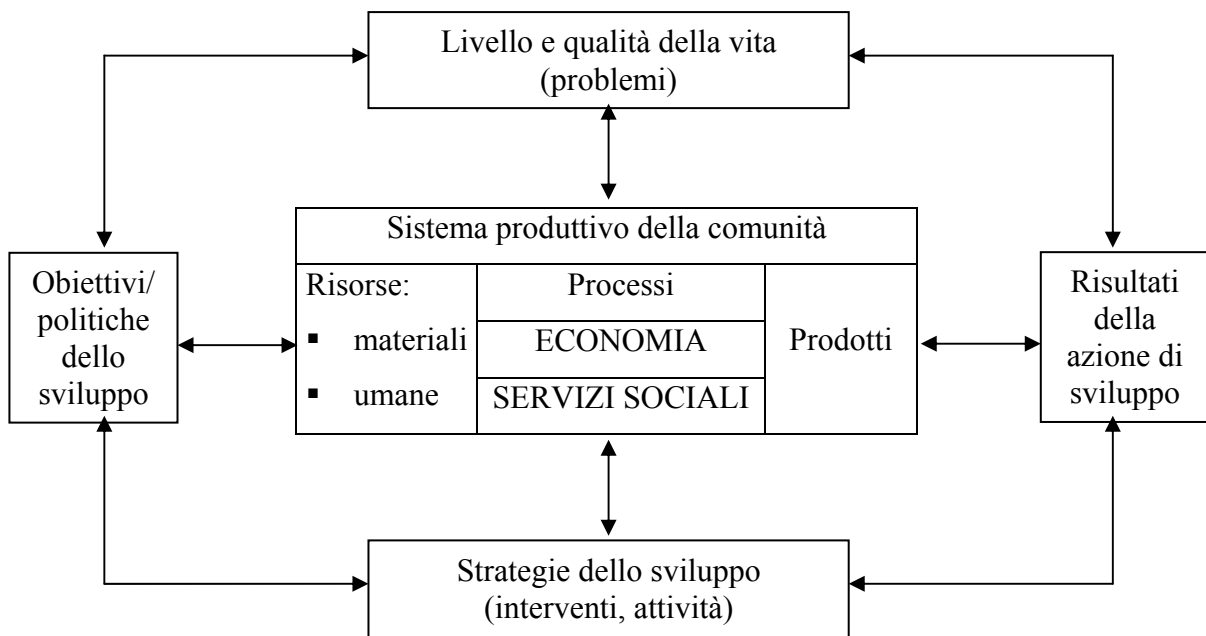 Livello e qualità della vita
(problemi)
Sistema produttivo della comunità
Obiettivi/
politiche
dello
sviluppo
Risorse:
▪ materiali
▪ umane
Processi
ECONOMIA
SERVIZI SOCIALI
Prodotti
Risultati
della
azione di
sviluppo
Strategie dello sviluppo
(interventi, attività)